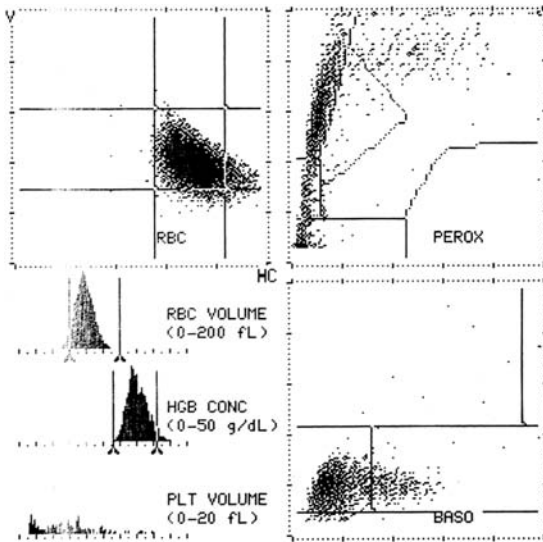 V
RBC
PEROX
HC
RBC VOLUME
(0-200 fL)
HGB CONC
(0-50 g/dL)
PLT VOLUME
(0-20 fL)
BASO